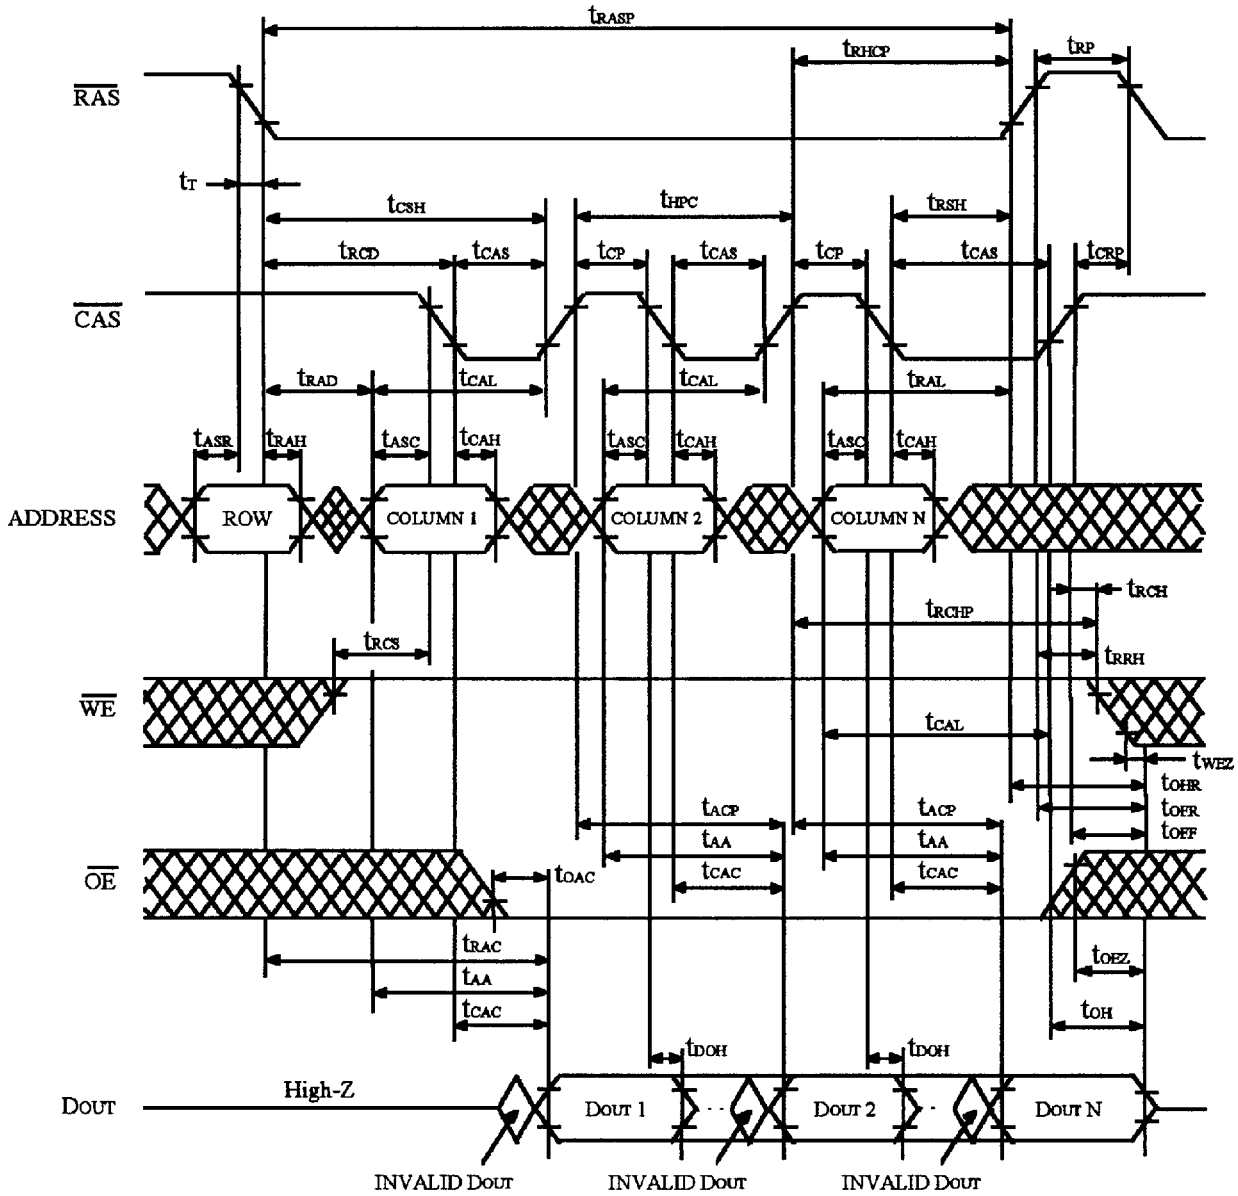 tRASP
tRHCP tRP
RAS
tT
tCSH tHPC tRSH
tRCD tCAS tCP tCAS tCP tCAS tCRP
CAS
tRAD tCAL tCAL tRAL
tASR tRAH tASC tCAH tASC tCAH tASC tCAH
ADDRESS ROW COLUMN 1 COLUMN 2 COLUMN N
tRCH
tRCHP
tRCS tRRH
WE
tCAL
tWEZ
tOHR
tACP tACP tOER
tAA tAA tOFF
OE tOAC tCAC tCAC
tRAC tOEZ
tAA
tCAC tOH
tDOH tDOH
High-Z
DOUT DOUT 1 DOUT 2 DOUT N
INVALID DOUT INVALID DOUT INVALID DOUT